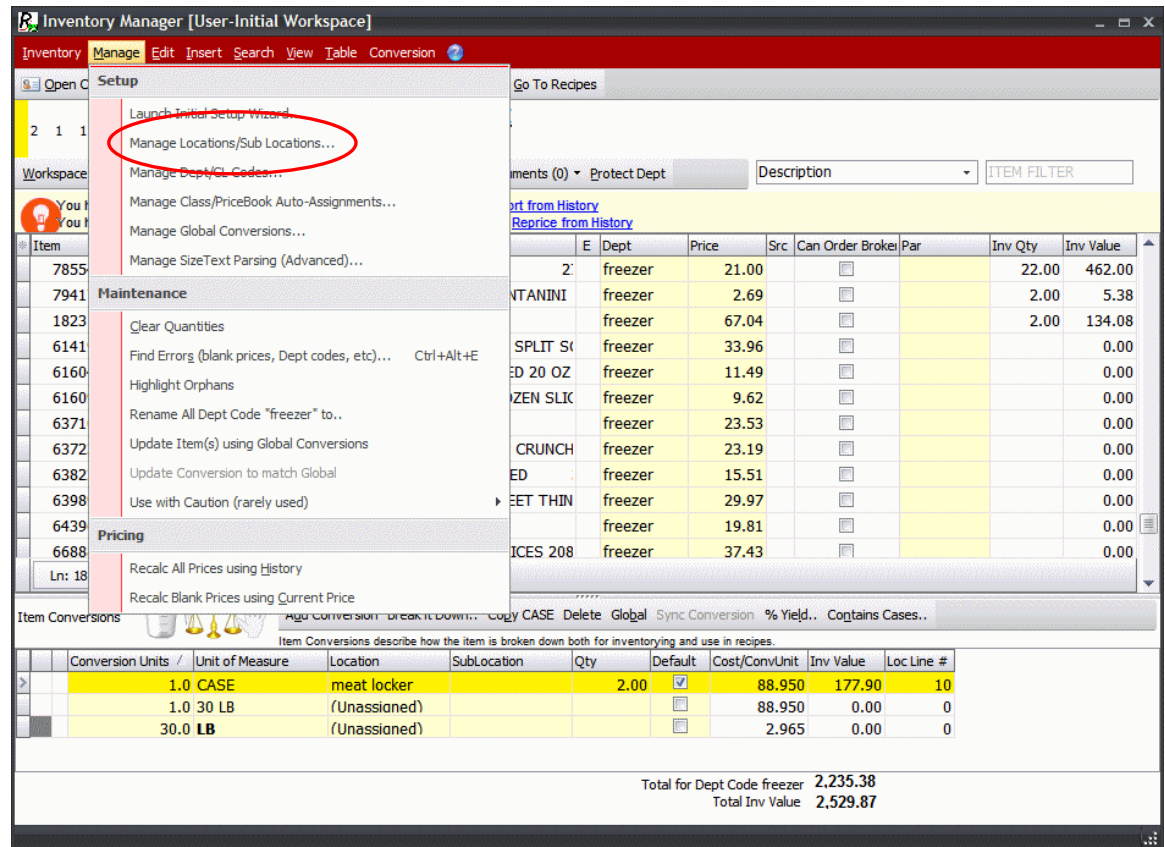 Inventory Manager [User-Initial Workspace]
Inventory Manage Edit Insert Search View Table Conversion
Open Go To Recipes
Setup
Launch Initial Setup Wizard...
2 1 1
Manage Locations/Sub Locations...
Workspace Manage Dept/GL Codes... (0) Protect Dept Description ITEM FILTER
Manage Class/PriceBook Auto-Assignments...
You from History
You Reprice from History
Manage Global Conversions...
Item E Dept Price Src Can Order Broker Par Inv Qty Inv Value
Manage SizeText Parsing (Advanced)...
7855 freezer 21.00 22.00 462.00
Maintenance
7941 NTANINI freezer 2.69 2.00 5.38
1823 freezer 67.04 2.00 134.08
Clear Quantities
6141 SPLIT freezer 33.96 0.00
Find Errors (blank prices, Dept codes, etc)... Ctrl+Alt+E
6160 ED 20 OZ freezer 11.49 0.00
Highlight Orphans
6160 ZEN SLIC freezer 9.62 0.00
Rename All Dept Code "freezer" to..
6371 freezer 23.53 0.00
Update Item(s) using Global Conversions
6372 CRUNCH freezer 23.19 0.00
Update Conversion to match Global
6382 ED freezer 15.51 0.00
Use with Caution (rarely used)
6398 EET THIN freezer 29.97 0.00
6439 freezer 19.81 0.00
Pricing
6688 ICES 208 freezer 37.43 0.00
Recalc All Prices using History
Ln: 18
Recalc Blank Prices using Current Price
Item Conversions Add Conversion Break it Down.. Copy CASE Delete Global Sync Conversion % Yield.. Contains Cases..
Item Conversions describe how the item is broken down both for inventorying and use in recipes.
Conversion Units Unit of Measure Location SubLocation Qty Default Cost/ConvUnit Inv Value Loc Line #
1.0 CASE meat locker 2.00 88.950 177.90 10
1.0 30 LB (Unassigned) 88.950 0.00 0
30.0 LB (Unassigned) 2.965 0.00 0
Total for Dept Code freezer 2,235.38
Total Inv Value 2,529.87